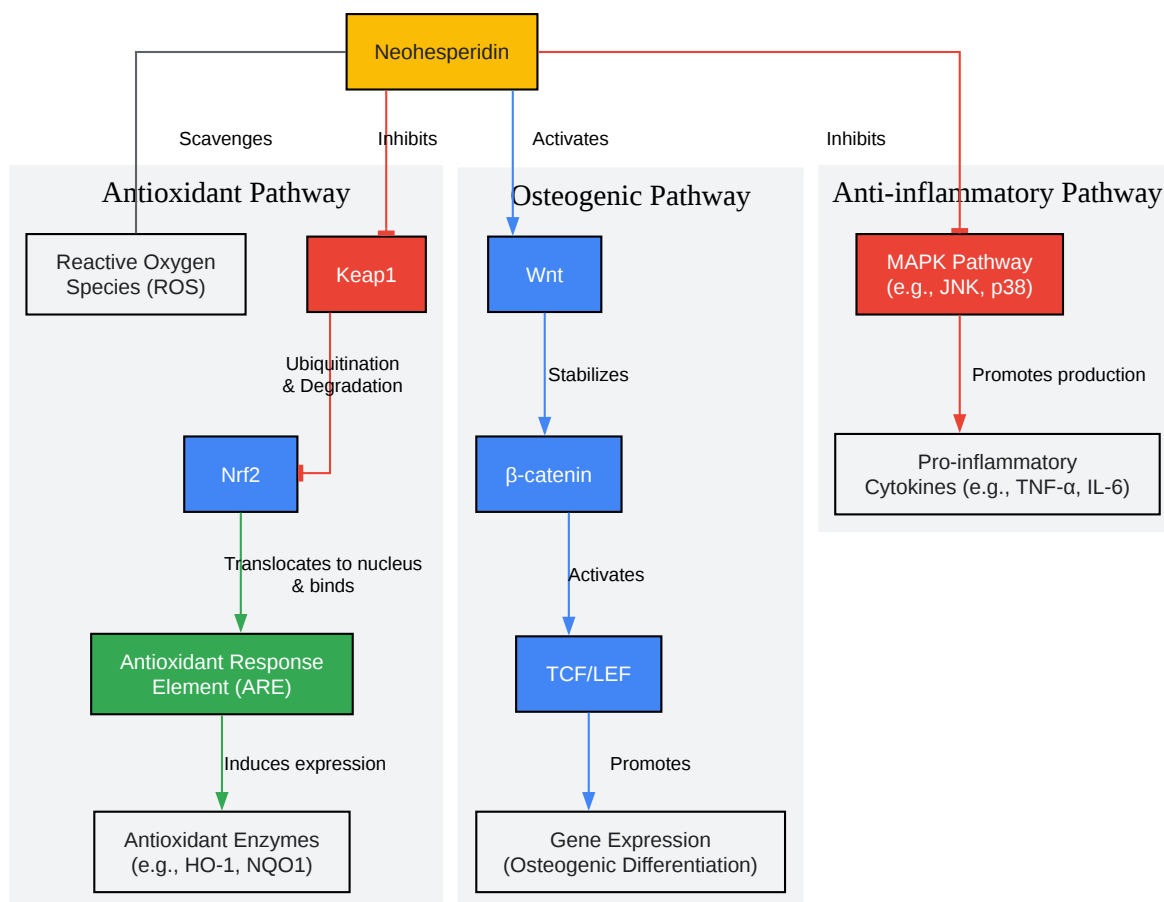 Neohesperidin
Scavenges
Inhibits
Activates
Inhibits
Antioxidant Pathway
Osteogenic Pathway
Anti-inflammatory Pathway
Reactive Oxygen
Species (ROS)
Keap1
Wnt
MAPK Pathway
(e.g., JNK, p38)
Ubiquitination
& Degradation
Stabilizes
Promotes production
Nrf2
β-catenin
Pro-inflammatory
Cytokines (e.g., TNF-α, IL-6)
Translocates to nucleus
& binds
Activates
Antioxidant Response
Element (ARE)
TCF/LEF
Induces expression
Promotes
Antioxidant Enzymes
(e.g., HO-1, NQO1)
Gene Expression
(Osteogenic Differentiation)